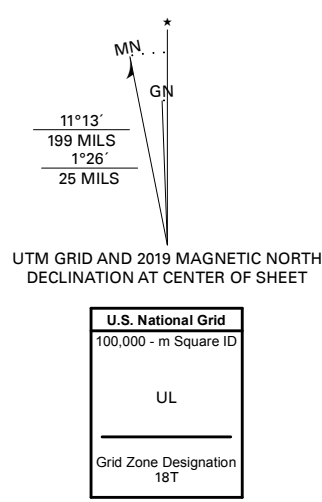 ★
MN
GN
11°13´
199 MILS
1°26´
25 MILS
UTM GRID AND 2019 MAGNETIC NORTH
DECLINATION AT CENTER OF SHEET
U.S. National Grid
100,000 - m Square ID
UL
Grid Zone Designation
18T